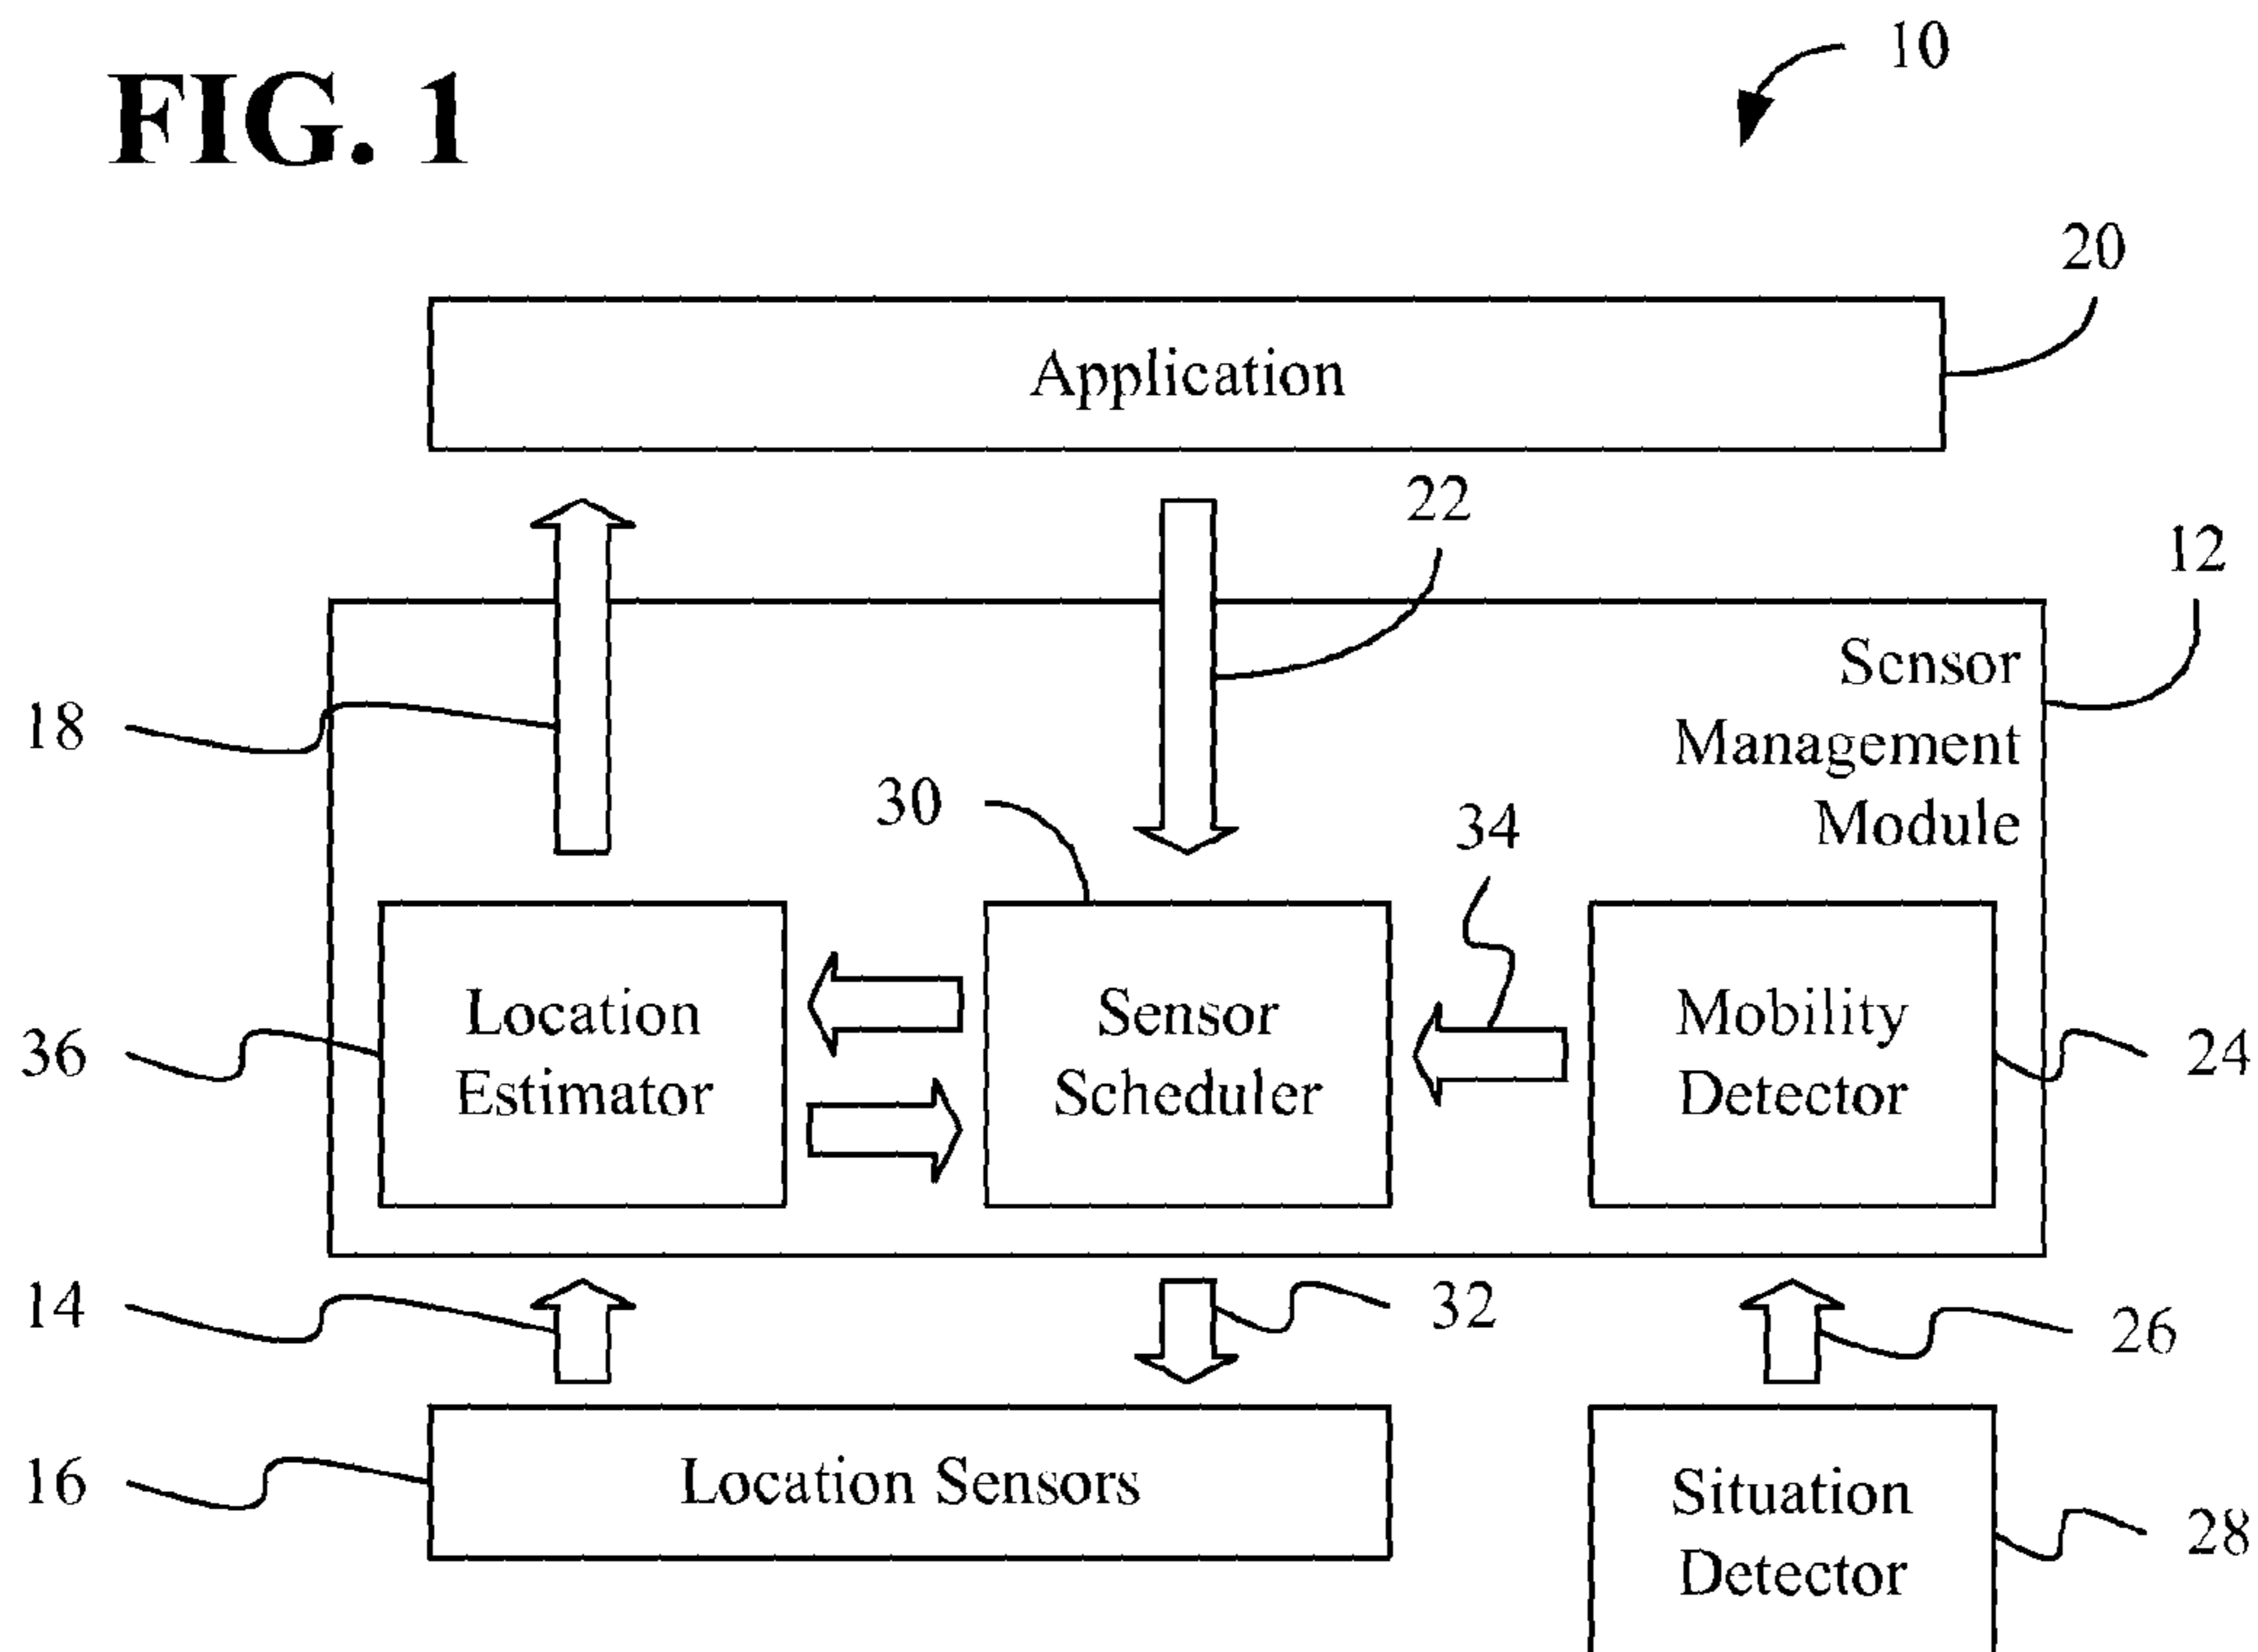 FIG. 1
10
20
Application
22
12
Sensor
Management
Module
18
30
34
Location
Estimator
Sensor
Scheduler
Mobility
Detector
36
24
14
32
26
16
Location Sensors
Situation
Detector
28